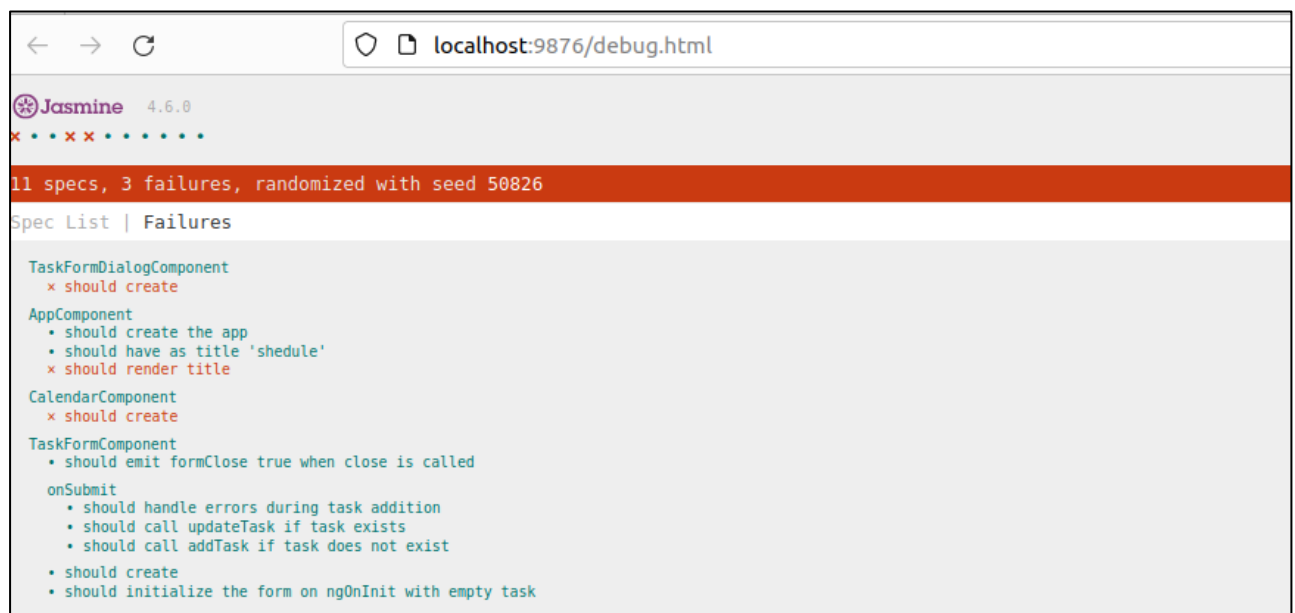 localhost:9876/debug.html
Jasmine 4.6.0
× • • × × • • • • • •
11 specs, 3 failures, randomized with seed 50826
Spec List | Failures
TaskFormDialogComponent
× should create
AppComponent
• should create the app
• should have as title 'shedule'
× should render title
CalendarComponent
× should create
TaskFormComponent
• should emit formClose true when close is called
onSubmit
• should handle errors during task addition
• should call updateTask if task exists
• should call addTask if task does not exist
• should create
• should initialize the form on ngOnInit with empty task